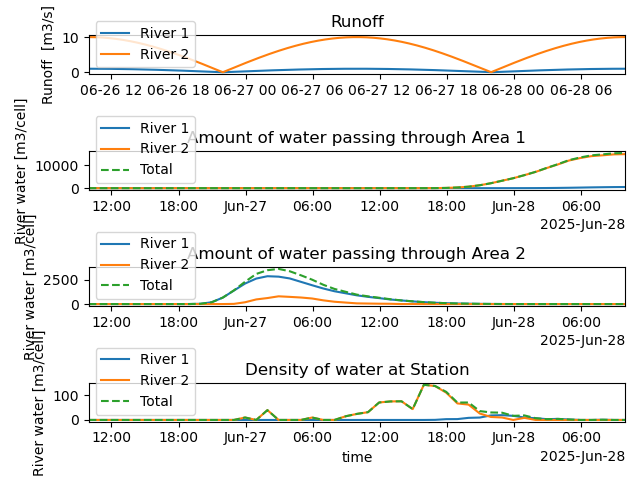 Runoff
Runoff  [m3/s]
10
0
River 1
River 2
06-26 12 06-26 18 06-27 00 06-27 06 06-27 12 06-27 18 06-28 00 06-28 06
Amount of water passing through Area 1
River water [m3/cell]
10000
0
River 1
River 2
Total
12:00 18:00 Jun-27 06:00 12:00 18:00 Jun-28 06:00
2025-Jun-28
Amount of water passing through Area 2
River water [m3/cell]
2500
0
River 1
River 2
Total
12:00 18:00 Jun-27 06:00 12:00 18:00 Jun-28 06:00
2025-Jun-28
Density of water at Station
River water [m3/cell]
100
0
River 1
River 2
Total
12:00 18:00 Jun-27 06:00 12:00 18:00 Jun-28 06:00
time
2025-Jun-28